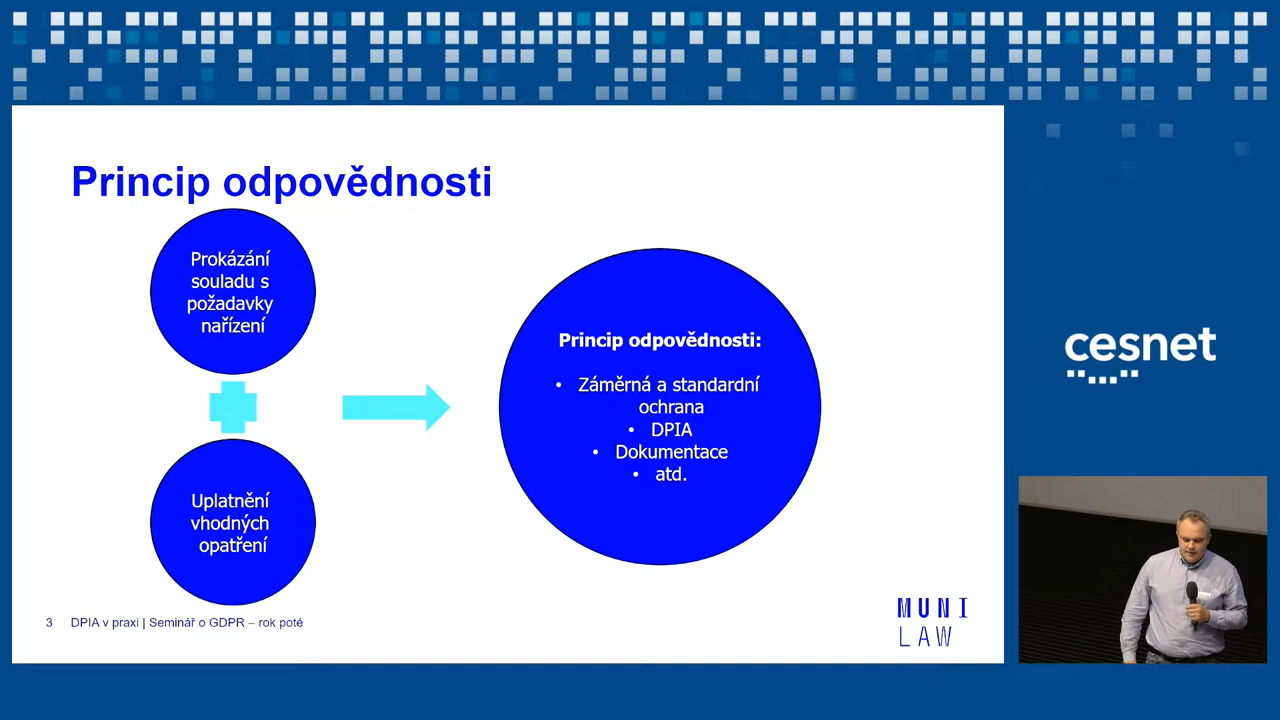 Princip odpovědnosti
Prokázání
souladu s
požadavky
nařízení
Uplatnění
vhodných
opatření
Princip odpovědnosti:
• Záměrná a standardní
ochrana
• DPIA
• Dokumentace
• atd.
cesnet
3 DPIA v praxi | Seminář o GDPR – rok poté
MUNI
LAW